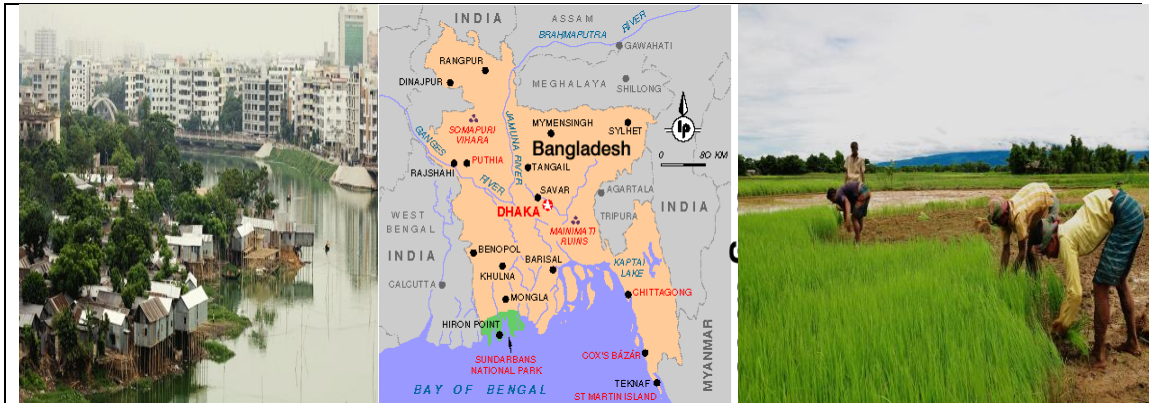 INDIA
ASSAM
BRAHMAPUTRA
RIVER
GAWAHATI
RANGPUR
DINAJPUR
MEGHALAYA
SHILLONG
JAMUNA RIVER
SOMAPURI
VIHARA
MYMENSINGH
SYLHET
lp
Bangladesh
0 80 KM
GANGES
RIVER
PUTHIA
RAJSHAHI
TANGAIL
SAVAR
AGARTALA
DHAKA
WEST
BENGAL
MAINIMATI
RUINS
TRIPURA
INDIA
INDIA
BENOPOL
BARISAL
KAPTAI
LAKE
KHULNA
CALCUTTA
MONGLA
CHITTAGONG
HIRON POINT
MYANMAR
SUNDARBANS
NATIONAL PARK
COX'S BÂZÂR
TEKNAF
BAY OF BENGAL
ST MARTIN ISLAND